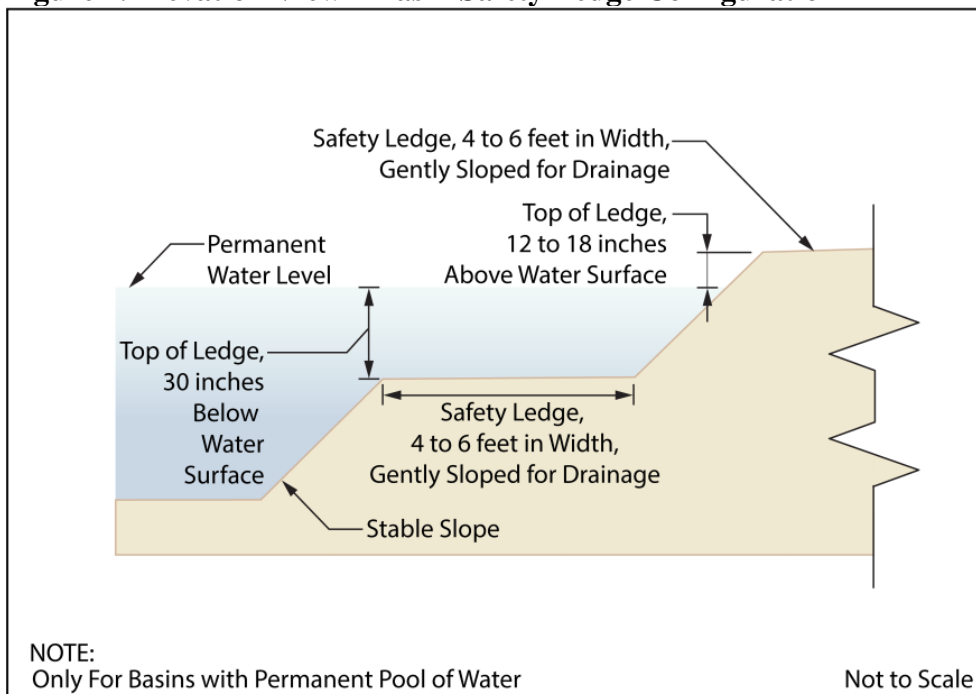 Safety Ledge, 4 to 6 feet in Width,
Gently Sloped for Drainage
Top of Ledge,
12 to 18 inches
Above Water Surface
Permanent
Water Level
Top of Ledge,
30 inches
Below
Water
Surface
Safety Ledge,
4 to 6 feet in Width,
Gently Sloped for Drainage
Stable Slope
NOTE:
Only For Basins with Permanent Pool of Water
Not to Scale